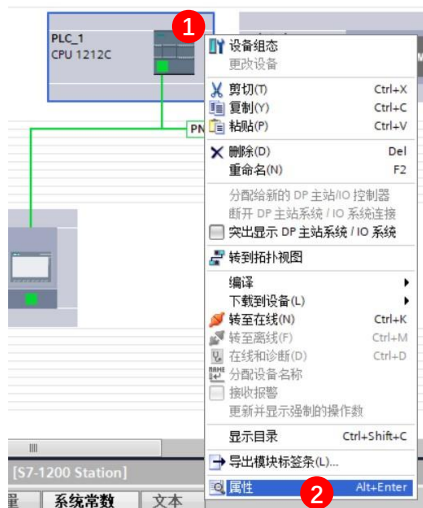 1
PLC_1
CPU 1212C
设备组态
更改设备
剪切(T) Ctrl+X
复制(Y) Ctrl+C
PN
粘贴(P) Ctrl+V
删除(D) Del
重命名(N) F2
分配给新的 DP 主站/IO 控制器
断开 DP 主站系统 / IO 系统连接
突出显示 DP 主站系统 / IO 系统
转到拓扑视图
编译
下载到设备(L)
转至在线(N) Ctrl+K
转至离线(F) Ctrl+M
在线和诊断(D) Ctrl+D
分配设备名称
接收报警
更新并显示强制的操作数
显示目录 Ctrl+Shift+C
导出模块标签条(L)...
[S7-1200 Station]
属性 2 Alt+Enter
量 系统常数 文本